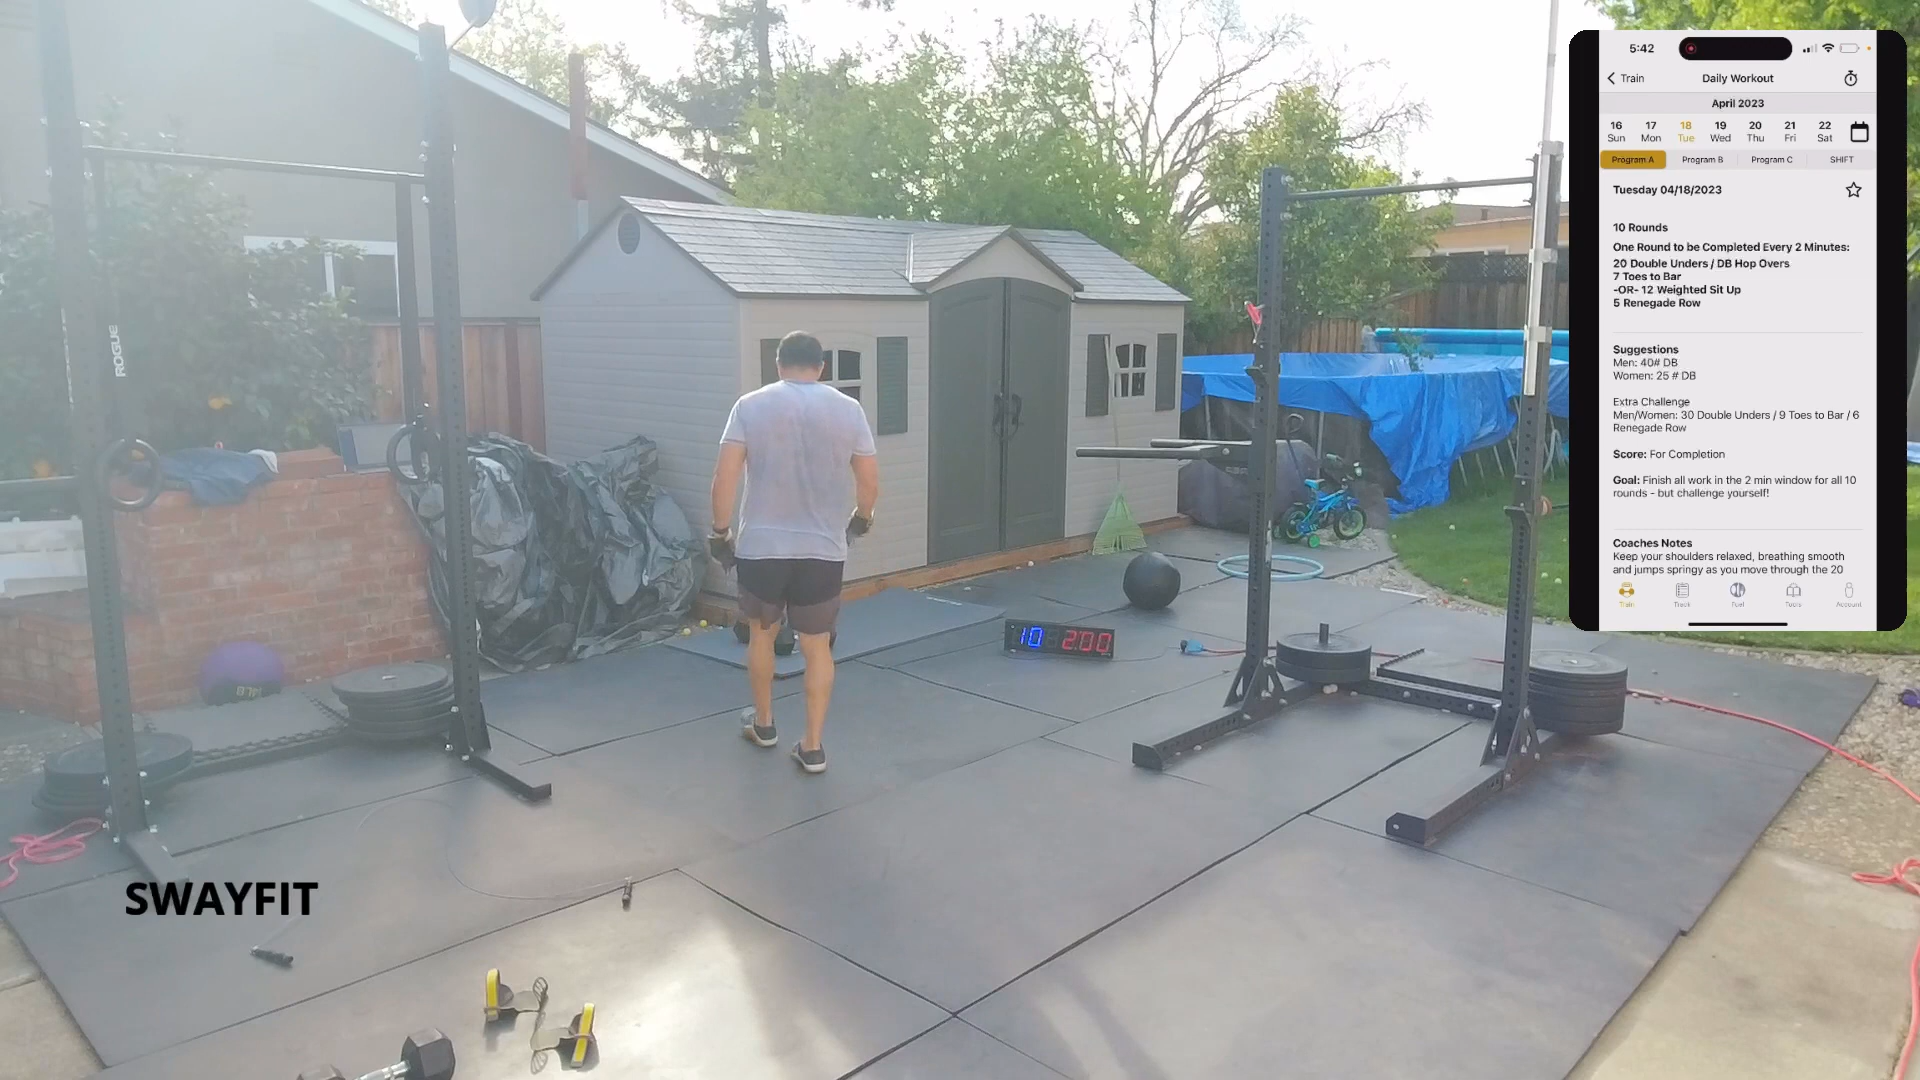 5:42
Train
Daily Workout
April 2023
16 17 18 19 20 21 22
Sun Mon Tue Wed Thu Fri Sat
Program A Program B Program C SHIFT
Tuesday 04/18/2023
10 Rounds
One Round to be Completed Every 2 Minutes:
20 Double Unders / DB Hop Overs
7 Toes to Bar
-OR- 12 Weighted Sit Up
5 Renegade Row
Suggestions
Men: 40# DB
Women: 25 # DB
Extra Challenge
Men/Women: 30 Double Unders / 9 Toes to Bar / 6
Renegade Row
Score: For Completion
Goal: Finish all work in the 2 min window for all 10
rounds - but challenge yourself!
Coaches Notes
Keep your shoulders relaxed, breathing smooth
and jumps springy as you move through the 20
Train Track Fuel Tools Account
ROGUE
10 2:00
SWAYFIT